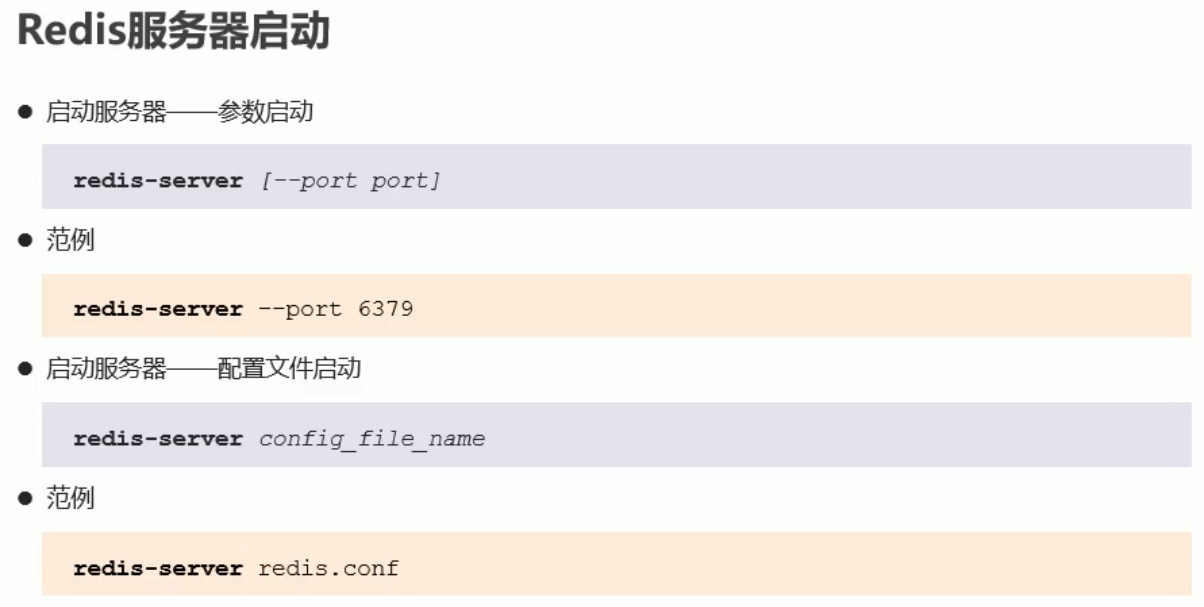 Redis服务器启动
● 启动服务器——参数启动
redis-server [--port port]
● 范例
redis-server --port 6379
● 启动服务器——配置文件启动
redis-server config_file_name
● 范例
redis-server redis.conf